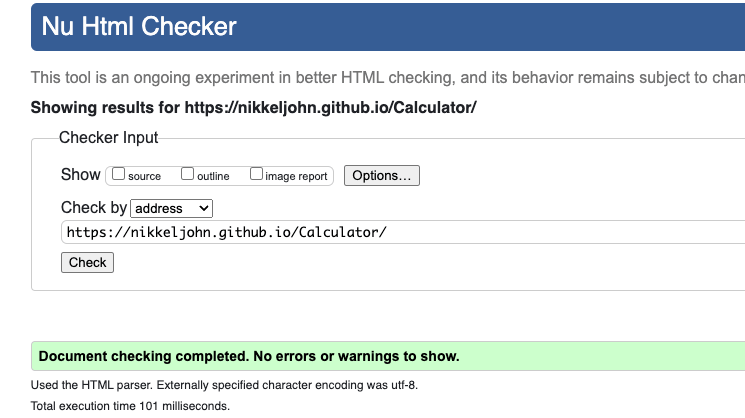 Nu Html Checker
This tool is an ongoing experiment in better HTML checking, and its behavior remains subject to chan
Showing results for https://nikkeljohn.github.io/Calculator/
Checker Input
Show source outline image report Options...
Check by address
https://nikkeljohn.github.io/Calculator/
Check
Document checking completed. No errors or warnings to show.
Used the HTML parser. Externally specified character encoding was utf-8.
Total execution time 101 milliseconds.